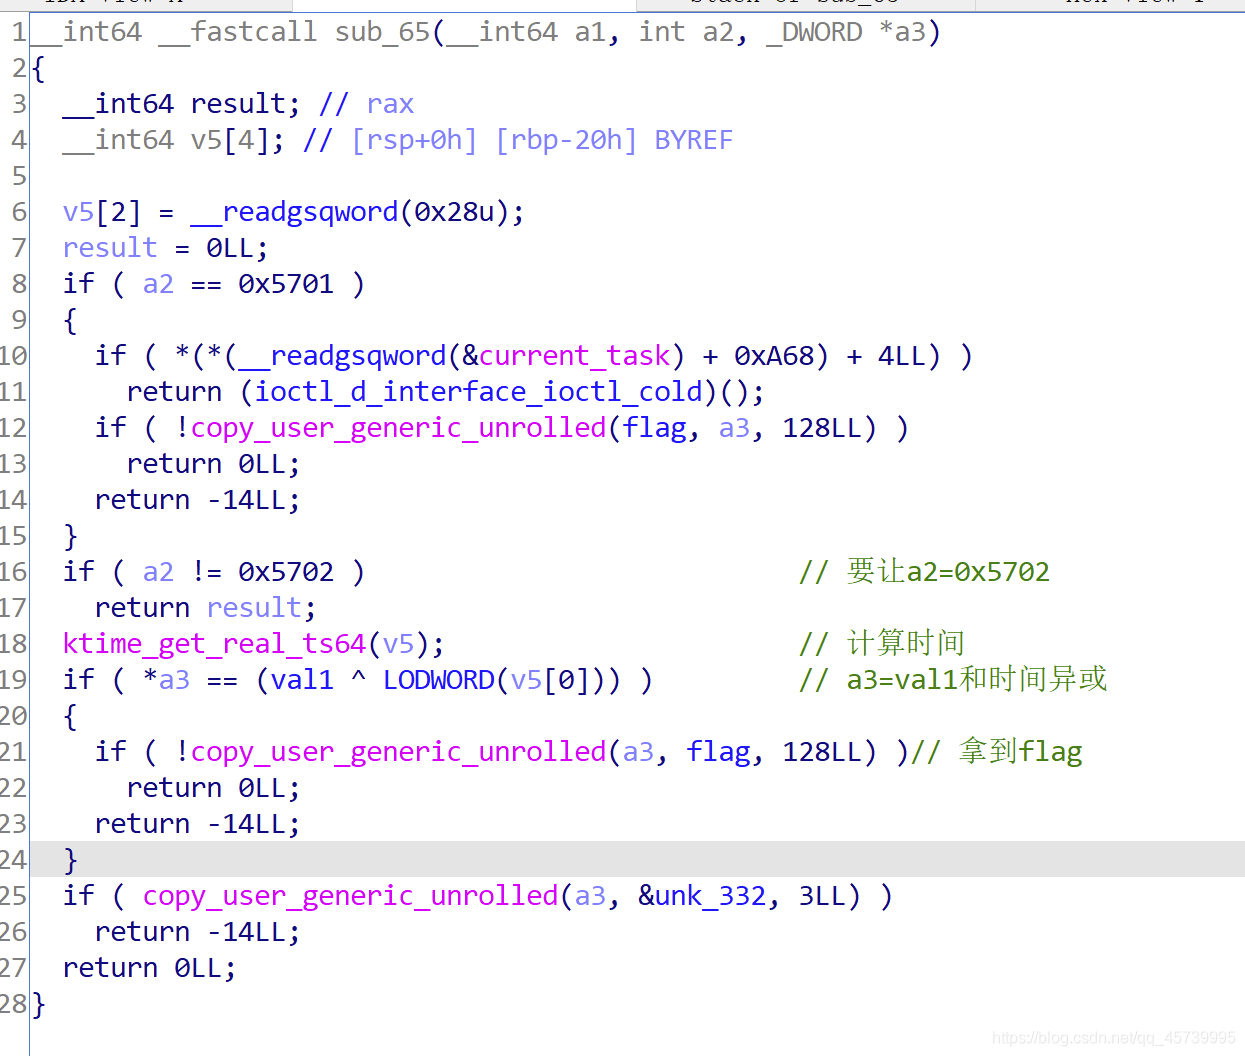 1 __int64 __fastcall sub_65(__int64 a1, int a2, _DWORD *a3)
2 {
3   __int64 result; // rax
4   __int64 v5[4]; // [rsp+0h] [rbp-20h] BYREF
5
6   v5[2] = __readgsqword(0x28u);
7   result = 0LL;
8   if ( a2 == 0x5701 )
9   {
10     if ( *(*(__readgsqword(&current_task) + 0xA68) + 4LL) )
11       return (ioctl_d_interface_ioctl_cold)();
12     if ( !copy_user_generic_unrolled(flag, a3, 128LL) )
13       return 0LL;
14     return -14LL;
15   }
16   if ( a2 != 0x5702 ) // 要让a2=0x5702
17     return result;
18   ktime_get_real_ts64(v5); // 计算时间
19   if ( *a3 == (val1 ^ LODWORD(v5[0])) ) // a3=val1和时间异或
20   {
21     if ( !copy_user_generic_unrolled(a3, flag, 128LL) )// 拿到flag
22       return 0LL;
23     return -14LL;
24   }
25   if ( copy_user_generic_unrolled(a3, &unk_332, 3LL) )
26     return -14LL;
27   return 0LL;
28 }
https://blog.csdn.net/qq_45739995